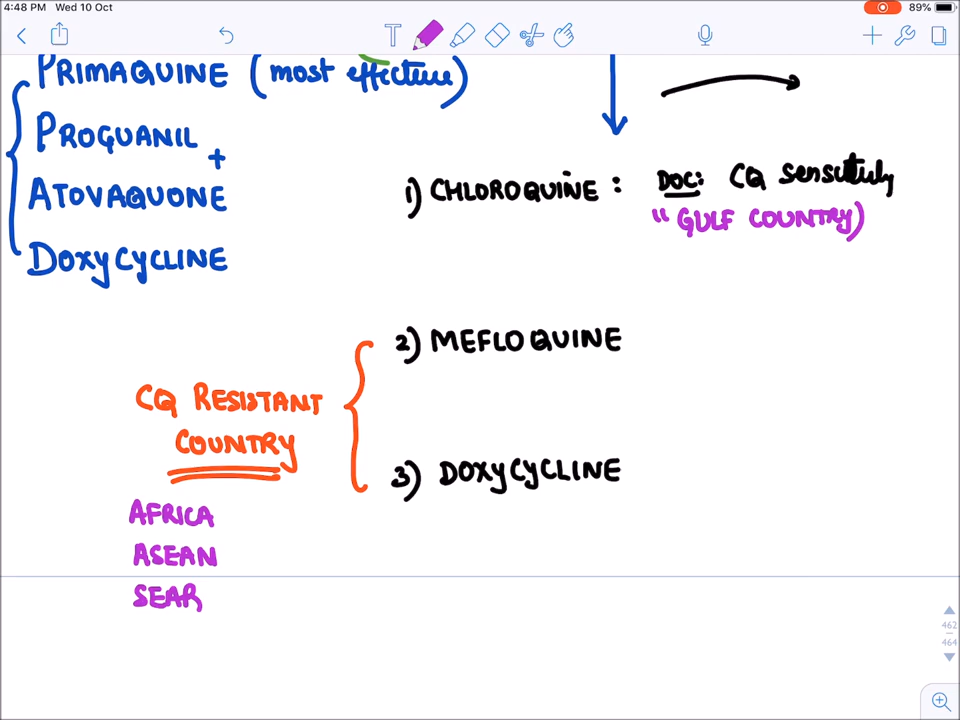 4:48 PM Wed 10 Oct
89%
T
PRIMAQUINE (most effective)
PROGUANIL
+
ATOVAQUONE
DOXYCYCLINE
1) CHLOROQUINE : DOC: CQ Sensitivity
" GULF COUNTRY)
2) MEFLOQUINE
CQ RESISTANT
COUNTRY
3) DOXYCYCLINE
AFRICA
ASEAN
SEAR
462
464